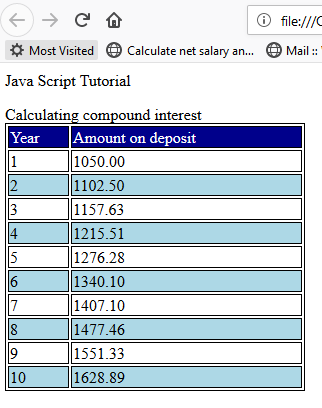 file:///C
Most Visited Calculate net salary an... Mail ::
Java Script Tutorial
Calculating compound interest
Year Amount on deposit
1 1050.00
2 1102.50
3 1157.63
4 1215.51
5 1276.28
6 1340.10
7 1407.10
8 1477.46
9 1551.33
10 1628.89